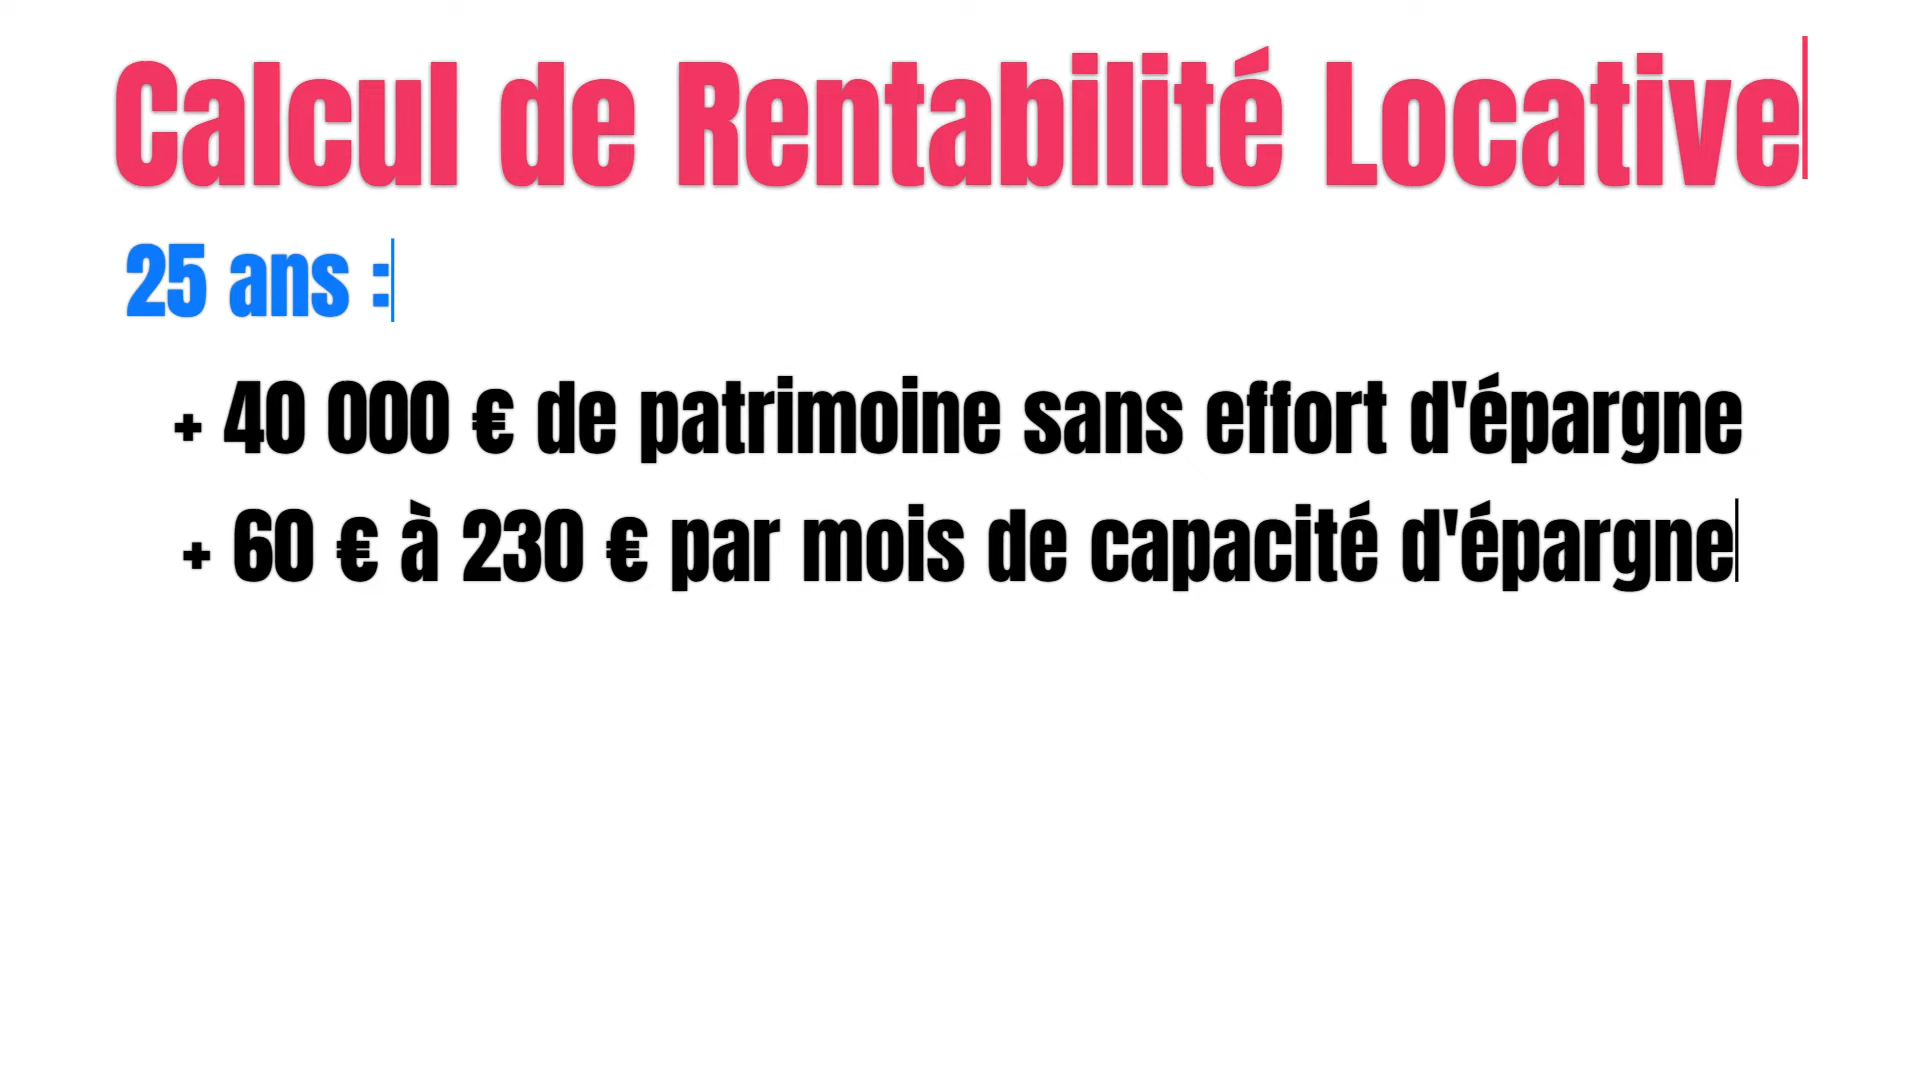 Calcul de Rentabilité Locative
25 ans :
+ 40 000 € de patrimoine sans effort d'épargne
+ 60 € à 230 € par mois de capacité d'épargne